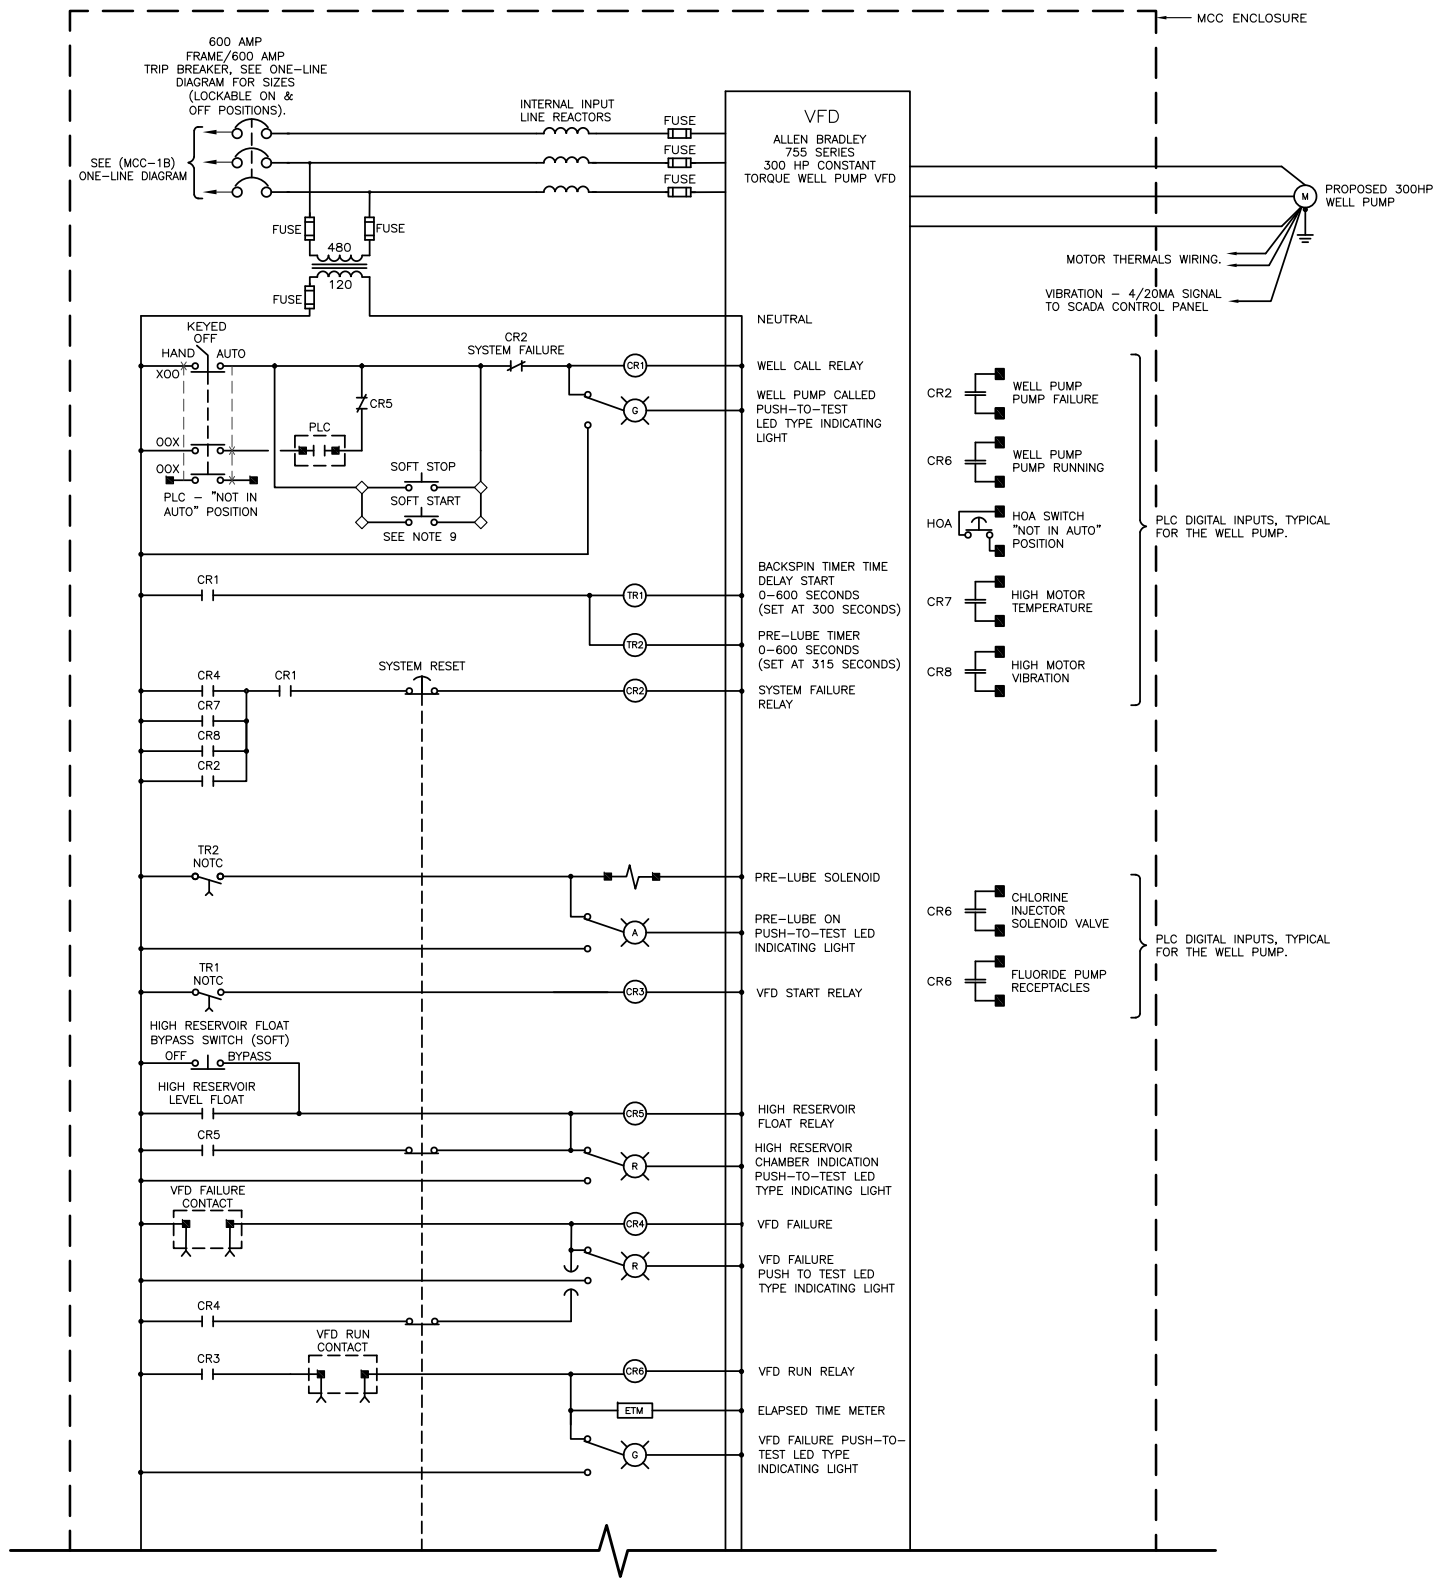 MCC ENCLOSURE
600 AMP
FRAME/600 AMP
TRIP BREAKER, SEE ONE-LINE
DIAGRAM FOR SIZES
(LOCKABLE ON &
OFF POSITIONS).
INTERNAL INPUT
LINE REACTORS
FUSE
FUSE
FUSE
VFD
ALLEN BRADLEY
755 SERIES
300 HP CONSTANT
TORQUE WELL PUMP VFD
SEE (MCC-1B)
ONE-LINE DIAGRAM
M
PROPOSED 300HP
WELL PUMP
FUSE
FUSE
480
120
FUSE
MOTOR THERMALS WIRING.
VIBRATION - 4/20MA SIGNAL
TO SCADA CONTROL PANEL
NEUTRAL
KEYED
OFF
HAND
AUTO
XOO
CR2
SYSTEM FAILURE
CR1
WELL CALL RELAY
CR5
WELL PUMP CALLED
PUSH-TO-TEST
LED TYPE INDICATING
LIGHT
G
PLC
OOX
OOX
PLC - "NOT IN
AUTO" POSITION
SOFT STOP
SOFT START
SEE NOTE 9
CR2
WELL PUMP
PUMP FAILURE
CR6
WELL PUMP
PUMP RUNNING
HOA
HOA SWITCH
"NOT IN AUTO"
POSITION
CR7
HIGH MOTOR
TEMPERATURE
CR8
HIGH MOTOR
VIBRATION
PLC DIGITAL INPUTS, TYPICAL
FOR THE WELL PUMP.
CR1
TR1
BACKSPIN TIMER TIME
DELAY START
0-600 SECONDS
(SET AT 300 SECONDS)
TR2
PRE-LUBE TIMER
0-600 SECONDS
(SET AT 315 SECONDS)
CR4
CR1
SYSTEM RESET
CR2
SYSTEM FAILURE
RELAY
CR7
CR8
CR2
TR2
NOTC
PRE-LUBE SOLENOID
A
PRE-LUBE ON
PUSH-TO-TEST LED
INDICATING LIGHT
CR6
CHLORINE
INJECTOR
SOLENOID VALVE
CR6
FLUORIDE PUMP
RECEPTACLES
PLC DIGITAL INPUTS, TYPICAL
FOR THE WELL PUMP.
TR1
NOTC
CR3
VFD START RELAY
HIGH RESERVOIR FLOAT
BYPASS SWITCH (SOFT)
OFF
BYPASS
HIGH RESERVOIR
LEVEL FLOAT
CR5
HIGH RESERVOIR
FLOAT RELAY
CR5
R
HIGH RESERVOIR
CHAMBER INDICATION
PUSH-TO-TEST LED
TYPE INDICATING LIGHT
VFD FAILURE
CONTACT
CR4
VFD FAILURE
R
VFD FAILURE
PUSH TO TEST LED
TYPE INDICATING LIGHT
CR4
CR3
VFD RUN
CONTACT
CR6
VFD RUN RELAY
ETM
ELAPSED TIME METER
G
VFD FAILURE PUSH-TO-
TEST LED TYPE
INDICATING LIGHT